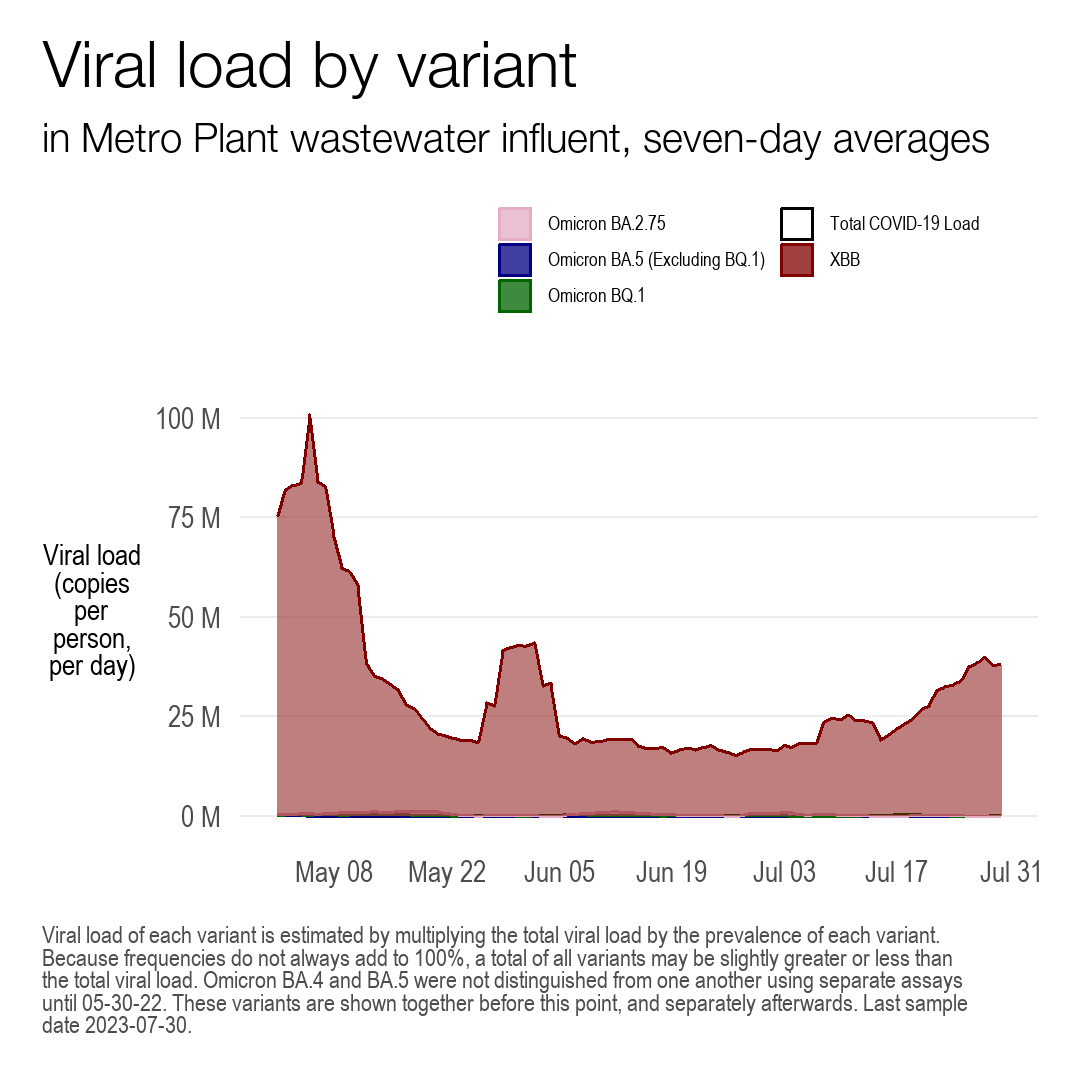 Viral load by variant
in Metro Plant wastewater influent, seven-day averages
Omicron BA.2.75
Omicron BA.5 (Excluding BQ.1)
Omicron BQ.1
Total COVID-19 Load
XBB
100 M
75 M
50 M
25 M
0 M
Viral load
(copies
per
person,
per day)
May 08
May 22
Jun 05
Jun 19
Jul 03
Jul 17
Jul 31
Viral load of each variant is estimated by multiplying the total viral load by the prevalence of each variant.
Because frequencies do not always add to 100%, a total of all variants may be slightly greater or less than
the total viral load. Omicron BA.4 and BA.5 were not distinguished from one another using separate assays
until 05-30-22. These variants are shown together before this point, and separately afterwards. Last sample
date 2023-07-30.